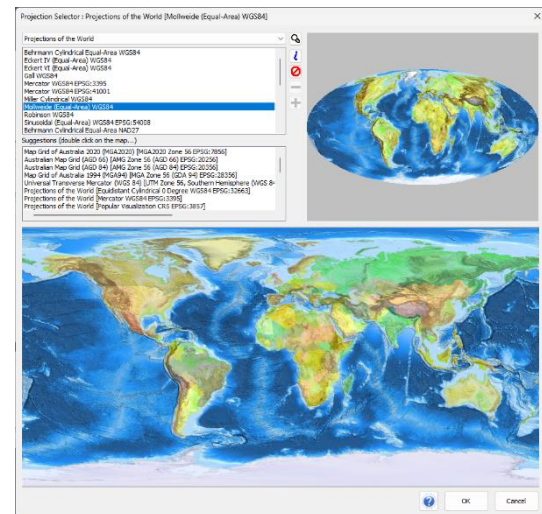 Projection Selector : Projections of the World [Mollweide (Equal-Area) WGS84]
Projections of the World
Behrmann Cylindrical Equal-Area WGS84
Eckert IV (Equal-Area) WGS84
Eckert VI (Equal-Area) WGS84
Gall WGS84
Mercator WGS84 EPSG:3395
Mercator WGS84 EPSG:41001
Miller Cylindrical WGS84
Mollweide (Equal-Area) WGS84
Robinson WGS84
Sinusoidal (Equal-Area) WGS84 EPSG:54008
Behrmann Cylindrical Equal-Area NAD27
Suggestions (double click on the map...)
Map Grid of Australia 2020 (MGA2020) [MGA2020 Zone 56 EPSG:7856]
Australian Map Grid (AGD 66) [AMG Zone 56 (AGD 66) EPSG:20256]
Australian Map Grid (AGD 84) [AMG Zone 56 (AGD 84) EPSG:20356]
Map Grid of Australia 1994 (MGA94) [MGA Zone 56 (GDA 94) EPSG:28356]
Universal Transverse Mercator (WGS 84) [UTM Zone 56, Southern Hemisphere (WGS 84
Projections of the World [Equidistant Cylindrical 0 Degree WGS84 EPSG:32663]
Projections of the World [Mercator WGS84 EPSG:3395]
Projections of the World [Popular Visualization CRS EPSG:3857]
OK
Cancel